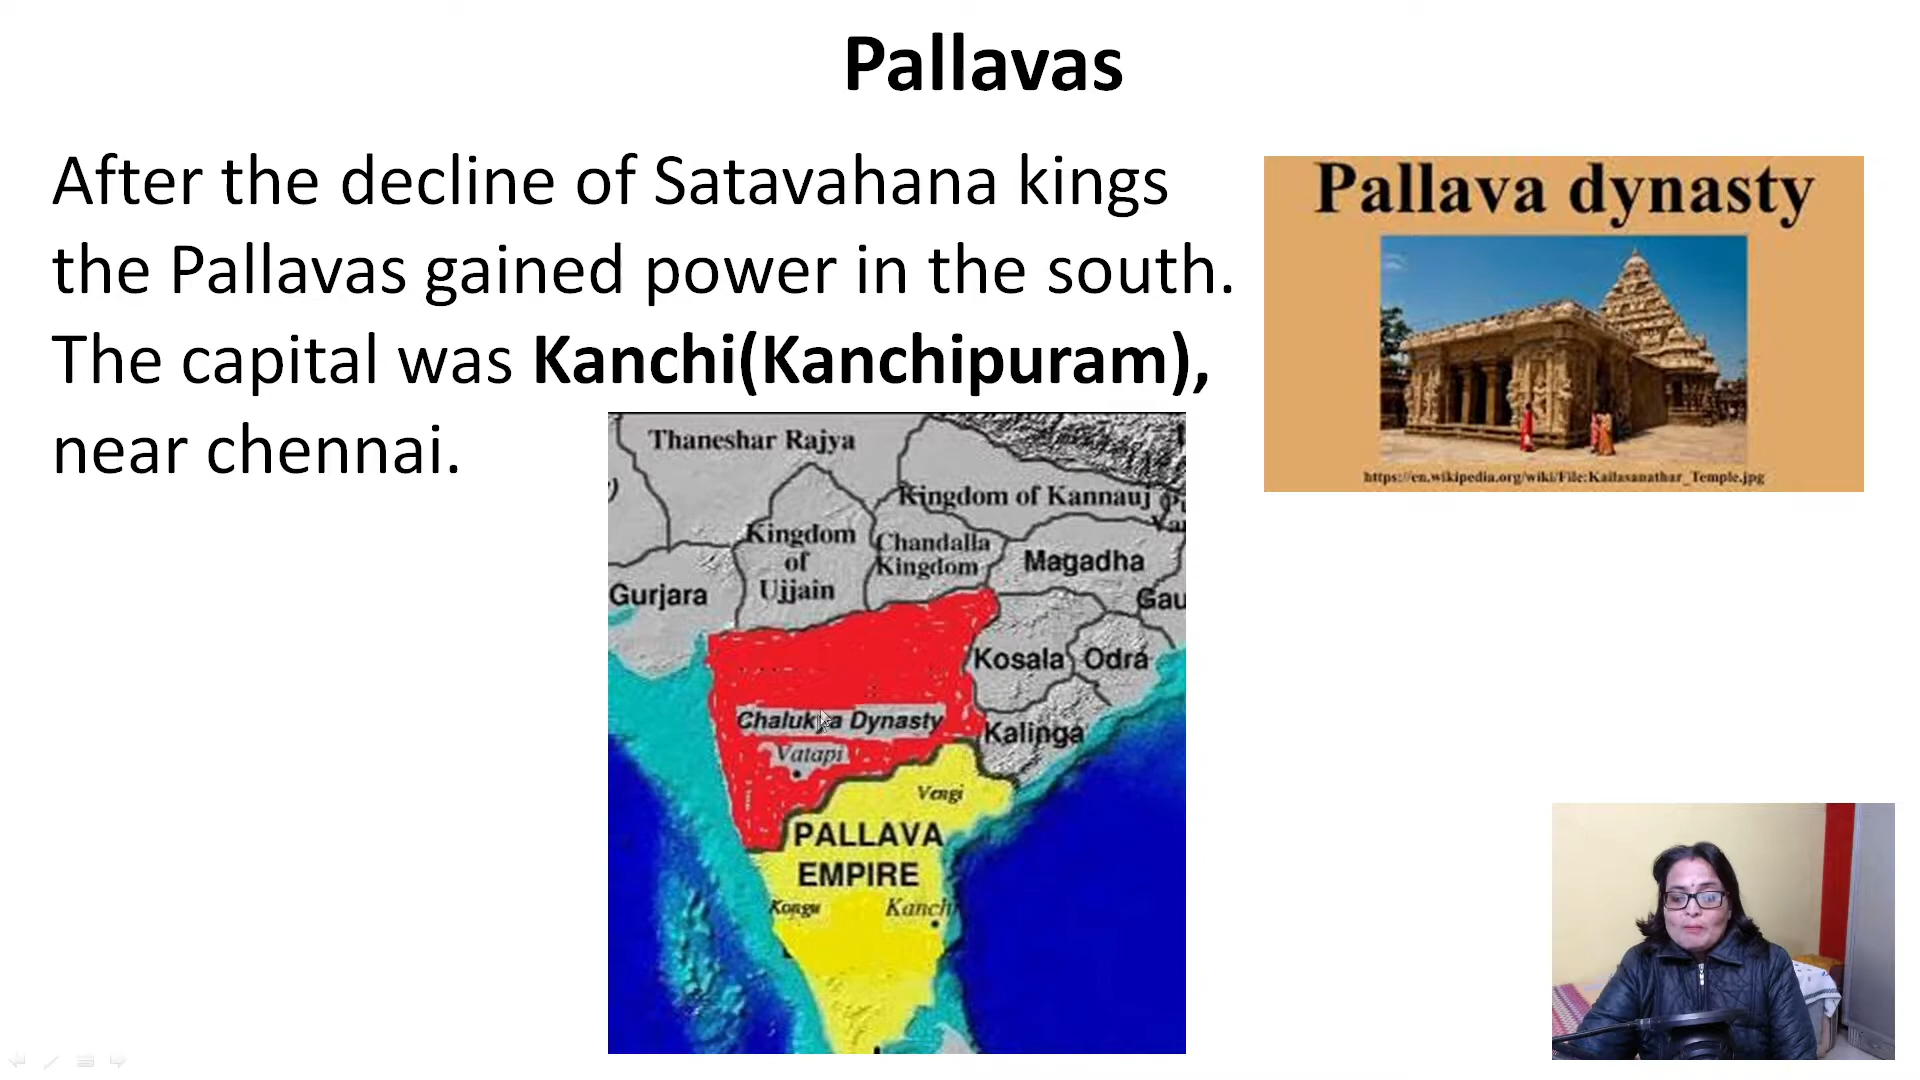 Pallavas
After the decline of Satavahana kings
the Pallavas gained power in the south.
The capital was Kanchi(Kanchipuram),
near chennai.
Pallava dynasty
https://en.wikipedia.org/wiki/File:Kailasanathar_Temple.jpg
Thaneshar Rajya
Kingdom of Kannauj
Kingdom
of
Ujjain
Chandalla
Kingdom
Magadha
Gurjara
Gau
Kosala
Odra
Chalukya Dynasty
Kalinga
Vatapi
Vengi
PALLAVA
EMPIRE
Kongu
Kanchi